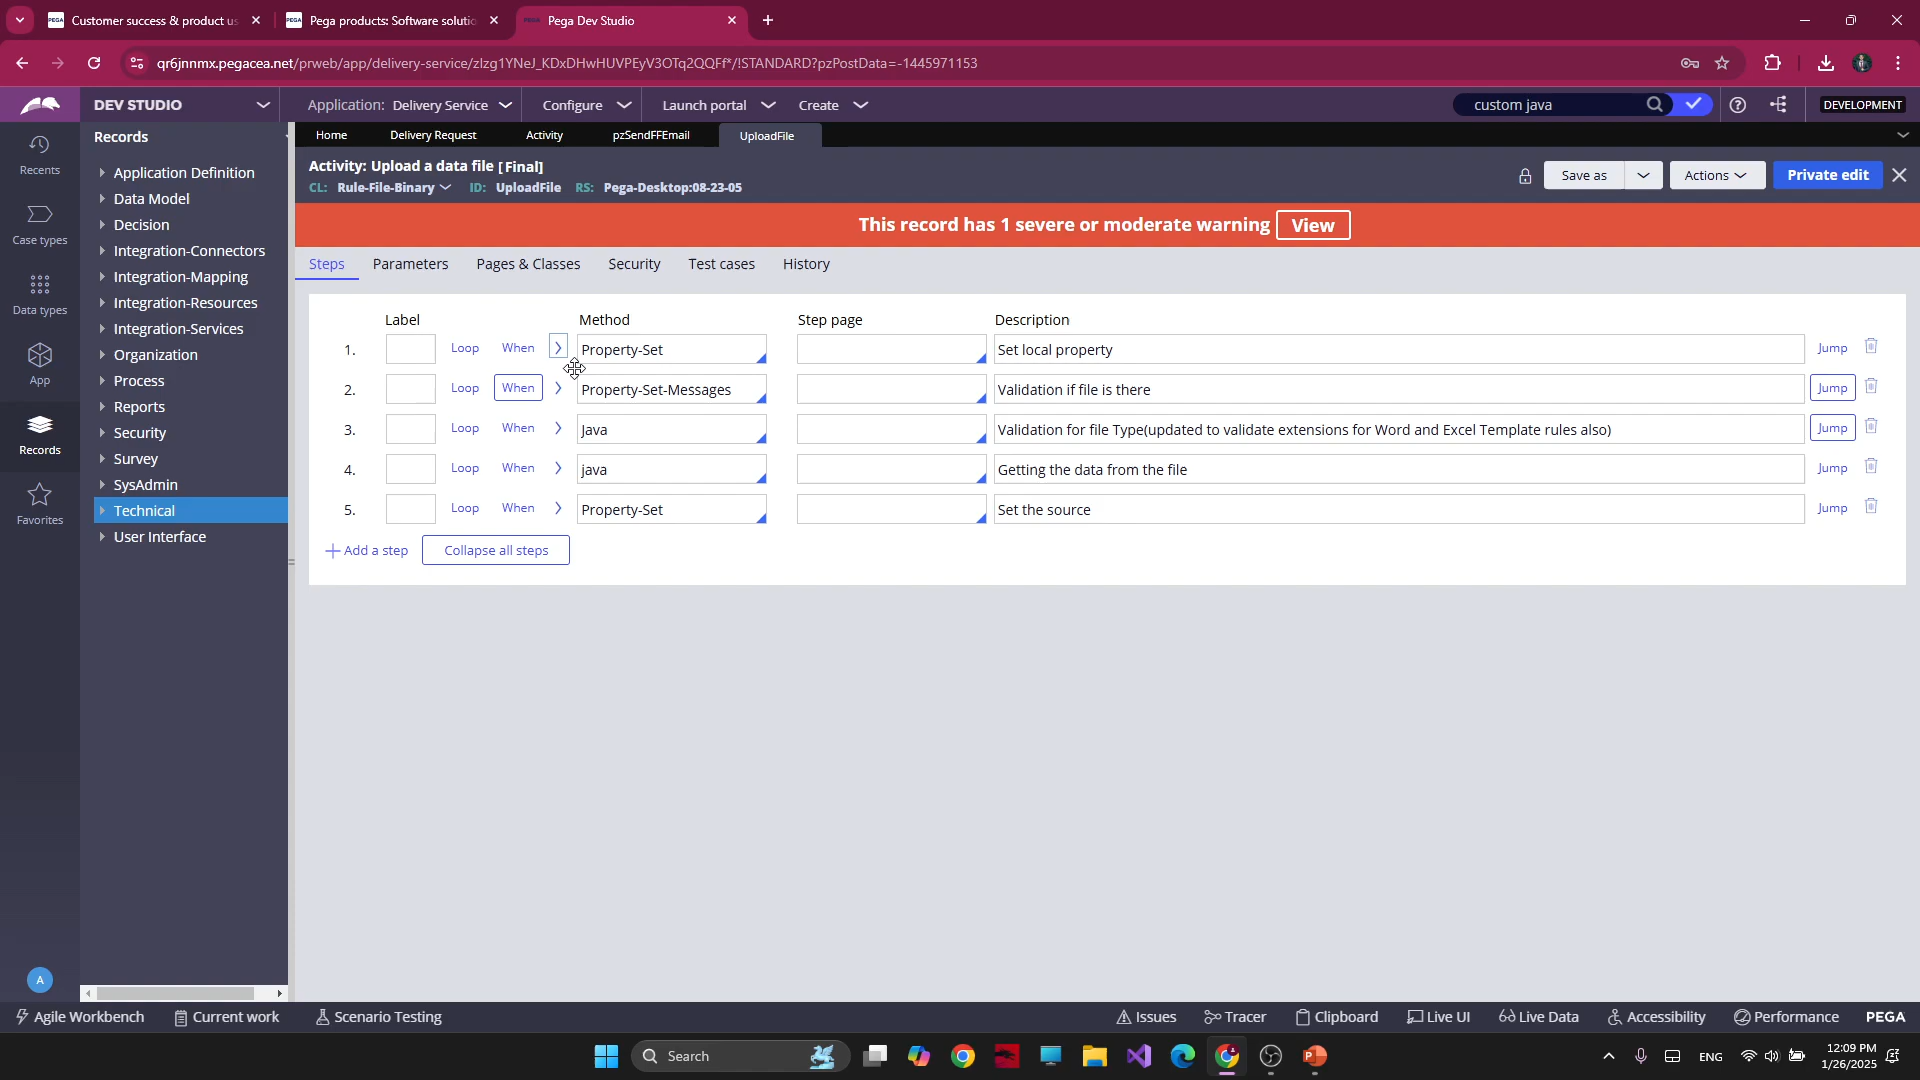 PEGA Customer success & product us
PEGA Pega products: Software solutio
PEGA Pega Dev Studio
qr6jnnmx.pegacea.net/prweb/app/delivery-service/zlzg1YNeJ_KDxDHwHUVPEyV3OTq2QQFf*/!STANDARD?pzPostData=-1445971153
DEV STUDIO
Application: Delivery Service
Configure
Launch portal
Create
custom java
DEVELOPMENT
Records
Home
Delivery Request
Activity
pzSendFFEmail
UploadFile
Recents
Case types
Data types
App
Records
Favorites
A
Application Definition
Data Model
Decision
Integration-Connectors
Integration-Mapping
Integration-Resources
Integration-Services
Organization
Process
Reports
Security
Survey
SysAdmin
Technical
User Interface
Activity: Upload a data file [Final]
CL: Rule-File-Binary ID: UploadFile RS: Pega-Desktop:08-23-05
Save as
Actions
Private edit
This record has 1 severe or moderate warning View
Steps Parameters Pages & Classes Security Test cases History
Label Method Step page Description
1. Loop When Property-Set Set local property Jump
2. Loop When Property-Set-Messages Validation if file is there Jump
3. Loop When Java Validation for file Type(updated to validate extensions for Word and Excel Template rules also) Jump
4. Loop When java Getting the data from the file Jump
5. Loop When Property-Set Set the source Jump
Add a step Collapse all steps
Agile Workbench Current work Scenario Testing Issues Tracer Clipboard Live UI Live Data Accessibility Performance PEGA
Search
ENG
12:09 PM
1/26/2025